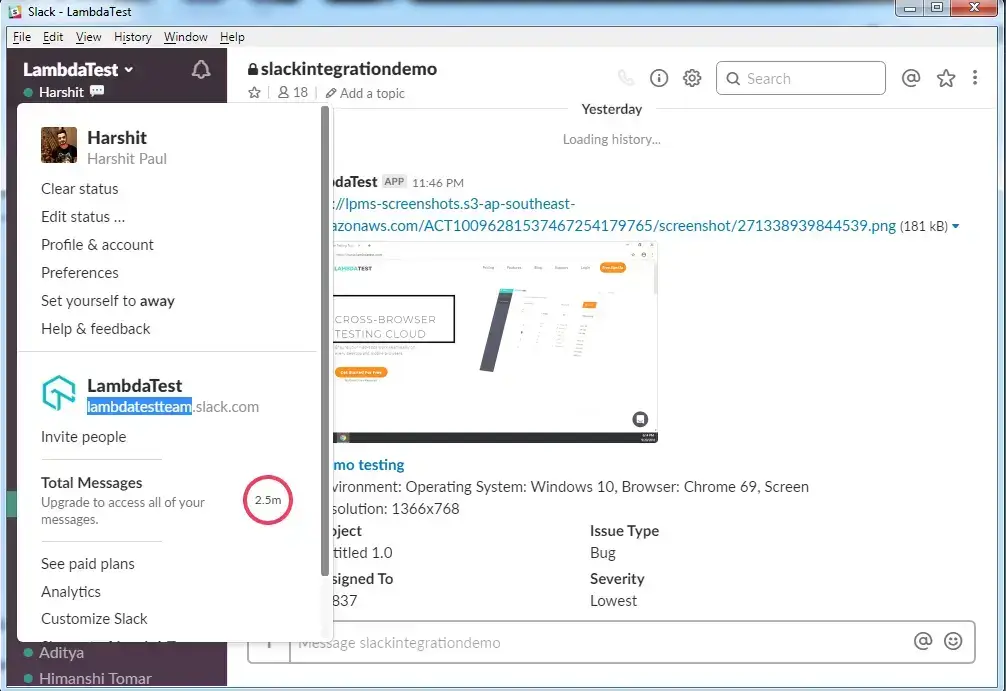 Slack - LambdaTest
File Edit View History Window Help
LambdaTest
Harshit
Harshit
Harshit Paul
Clear status
Edit status ...
Profile & account
Preferences
Set yourself to away
Help & feedback
LambdaTest
lambdatestteam.slack.com
Invite people
Total Messages
Upgrade to access all of your
messages.
2.5m
See paid plans
Analytics
Customize Slack
Aditya
Himanshi Tomar
slackintegrationdemo
18 Add a topic
Search
Yesterday
Loading history...
bdaTest APP 11:46 PM
://lpms-screenshots.s3-ap-southeast-
azonaws.com/ACT10096281537467254179765/screenshot/271338939844539.png (181 kB)
LAMBDATEST
CROSS-BROWSER
TESTING CLOUD
mo testing
vironment: Operating System: Windows 10, Browser: Chrome 69, Screen
solution: 1366x768
ject Issue Type
titled 1.0 Bug
signed To Severity
837 Lowest
Message slackintegrationdemo